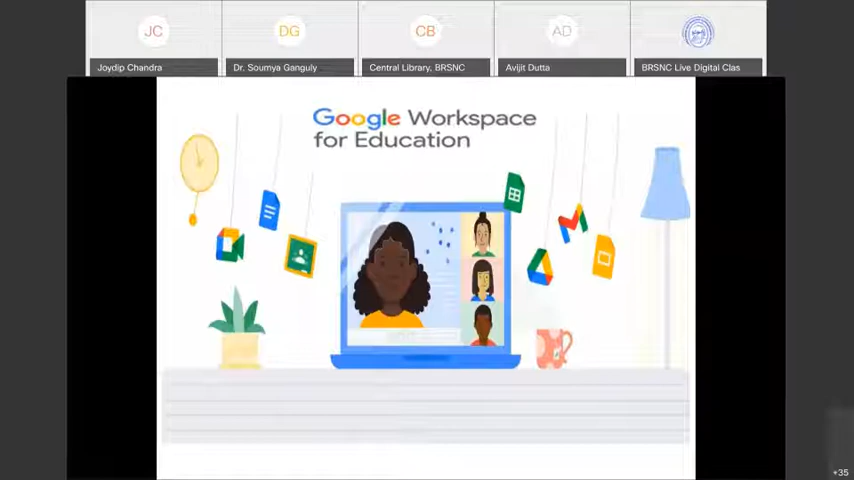 JC
DG
CB
AD
Joydip Chandra
Dr. Soumya Ganguly
Central Library, BRSNC
Avijit Dutta
BRSNC Live Digital Clas
Google Workspace
for Education
+35